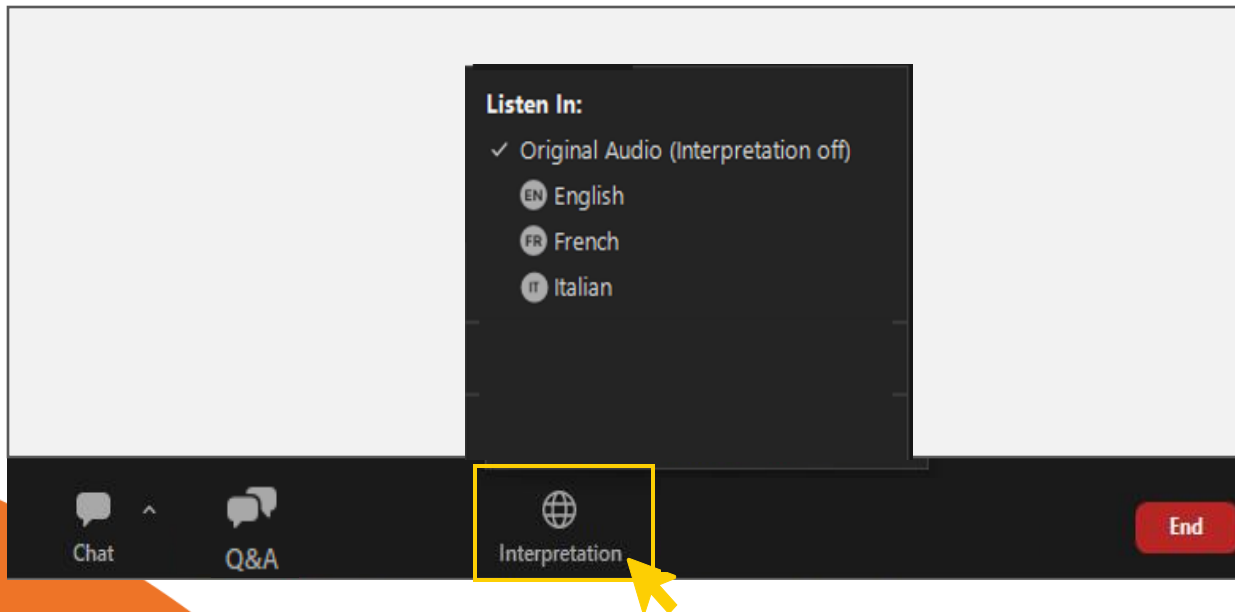 Listen In:
✓ Original Audio (Interpretation off)
EN English
FR French
IT Italian
Chat
Q&A
Interpretation
End